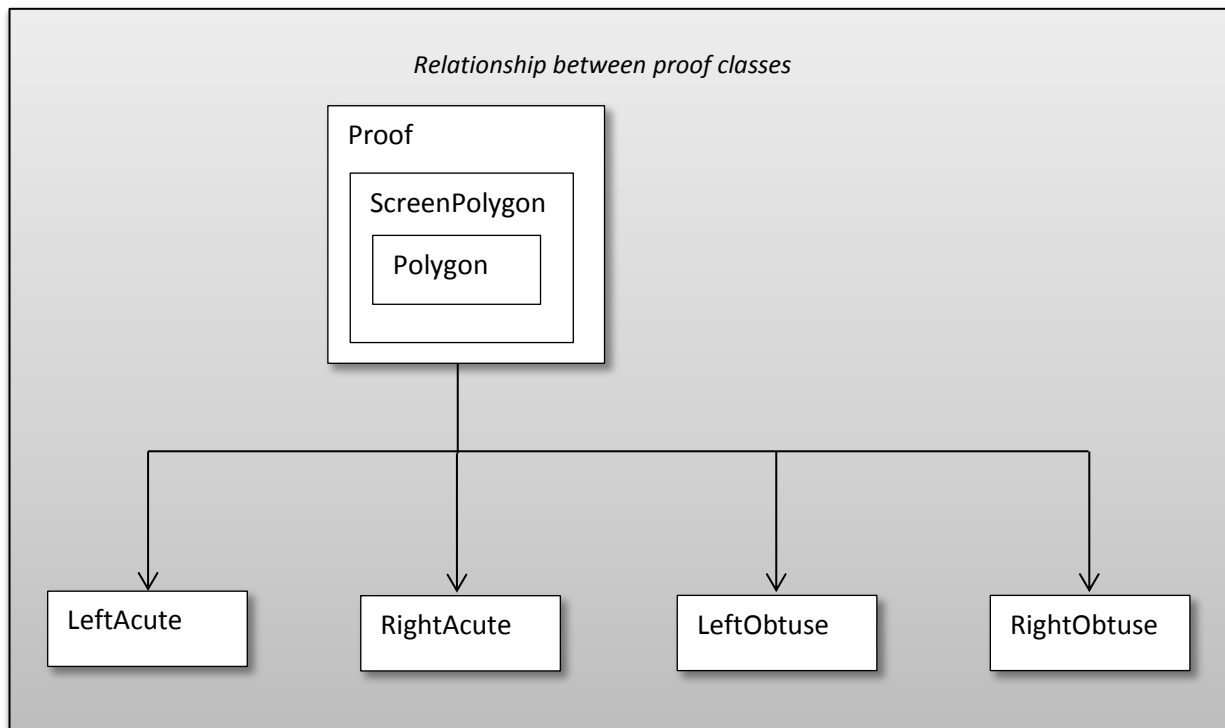 Relationship between proof classes
Proof
ScreenPolygon
Polygon
LeftAcute
RightAcute
LeftObtuse
RightObtuse